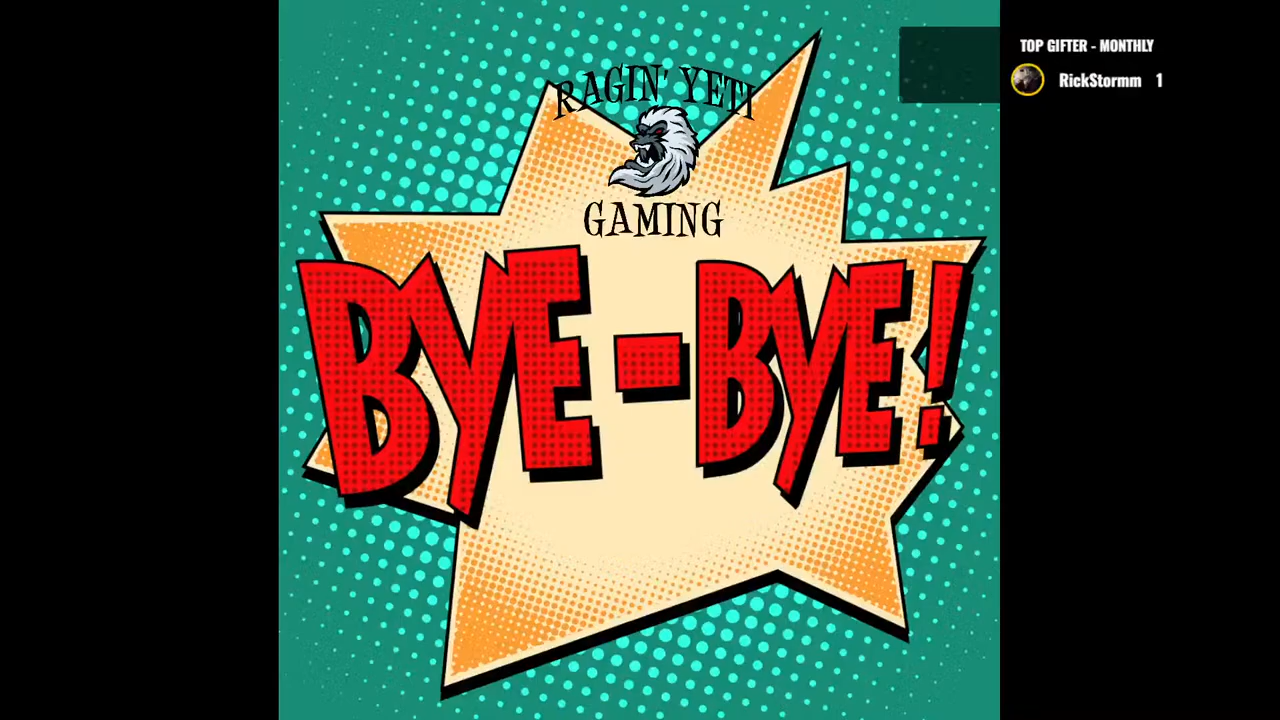 RAGIN' YETI
GAMING
BYE-BYE!
TOP GIFTER - MONTHLY
RickStormm 1